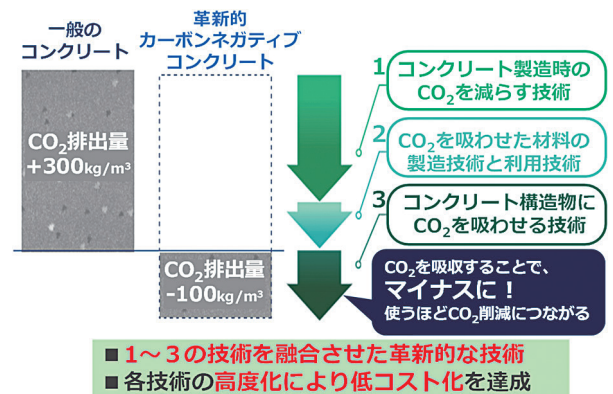 一般の
コンクリート
革新的
カーボンネガティブ
コンクリート
CO₂排出量
+300kg/m³
CO₂排出量
-100kg/m³
1
コンクリート製造時の
CO₂を減らす技術
2
CO₂を吸わせた材料の
製造技術と利用技術
3
コンクリート構造物に
CO₂を吸わせる技術
CO₂を吸収することで、
マイナスに！
使うほどCO₂削減につながる
■ 1～３の技術を融合させた革新的な技術
■ 各技術の高度化により低コスト化を達成